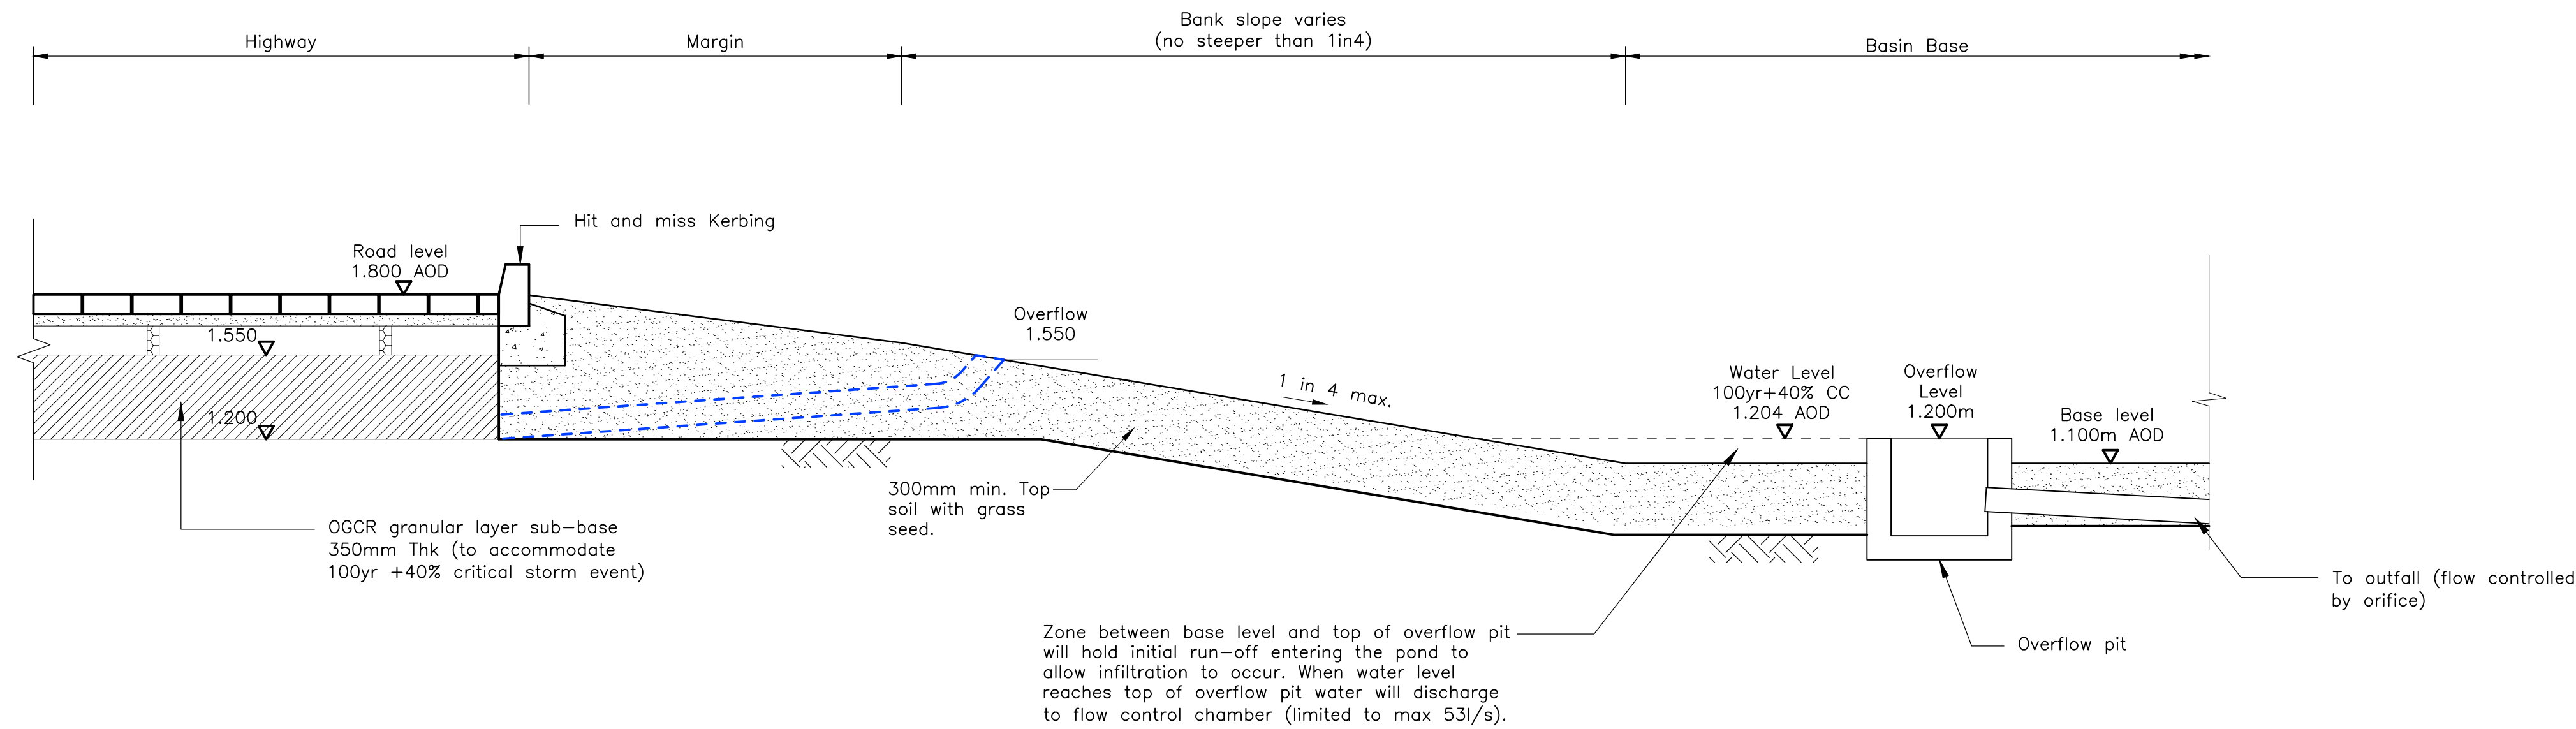 Highway
Margin
Bank slope varies
(no steeper than 1in4)
Basin Base
Hit and miss Kerbing
Road level
1.800 AOD
1.550
1.200
Overflow
1.550
1 in 4 max.
Water Level
100yr+40% CC
1.204 AOD
Overflow
Level
1.200m
Base level
1.100m AOD
300mm min. Top
soil with grass
seed.
OGCR granular layer sub-base
350mm Thk (to accommodate
100yr +40% critical storm event)
Zone between base level and top of overflow pit
will hold initial run-off entering the pond to
allow infiltration to occur. When water level
reaches top of overflow pit water will discharge
to flow control chamber (limited to max 53l/s).
To outfall (flow controlled
by orifice)
Overflow pit